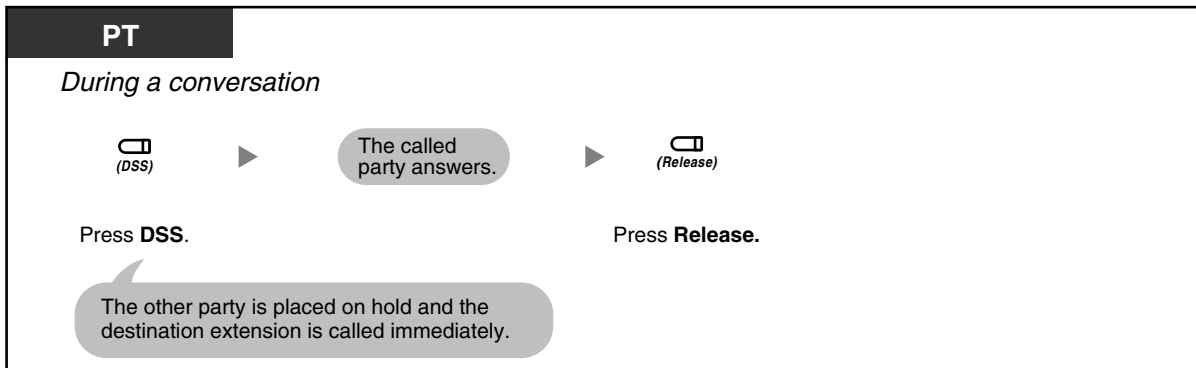 PT
During a conversation
(DSS)
The called
party answers.
(Release)
Press DSS.
Press Release.
The other party is placed on hold and the
destination extension is called immediately.